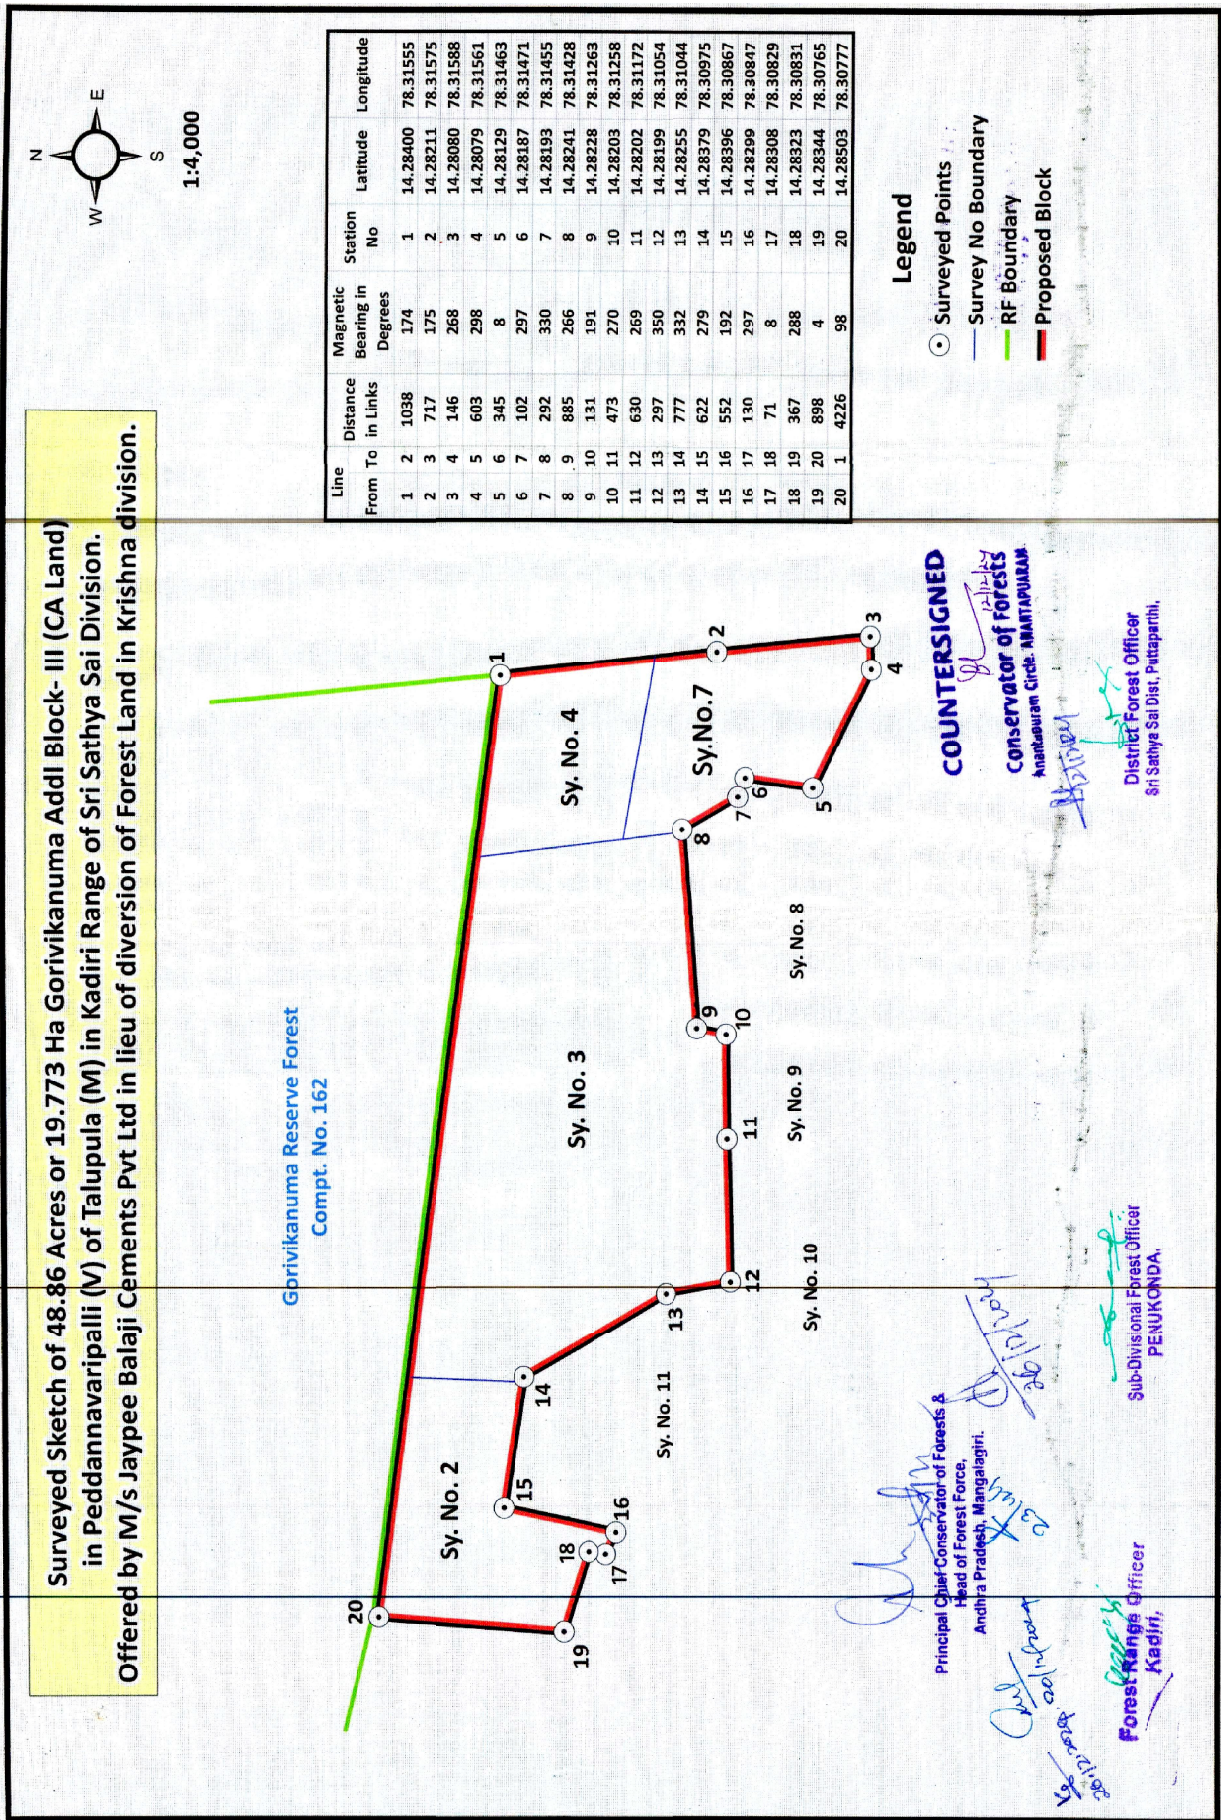 Surveyed Sketch of 48.86 Acres or 19.773 Ha Gorivikanuma Addl Block- III (CA Land)
in Peddannavaripalli (V) of Talupula (M) in Kadiri Range of Sri Sathya Sai Division.
Offered by M/s Jaypee Balaji Cements Pvt Ltd in lieu of diversion of Forest Land in Krishna division.
N
W E
S
1:4,000
Gorivikanuma Reserve Forest
Compt. No. 162
Line Distance in Links Magnetic Bearing in Degrees Station No Latitude Longitude
From To
1 2 1038 174 1 14.28400 78.31555
2 3 717 175 2 14.28211 78.31575
3 4 146 268 3 14.28080 78.31588
4 5 603 298 4 14.28079 78.31561
5 6 345 8 5 14.28129 78.31463
6 7 102 297 6 14.28187 78.31471
7 8 292 330 7 14.28193 78.31455
8 9 885 266 8 14.28241 78.31428
9 10 131 191 9 14.28228 78.31263
10 11 473 270 10 14.28203 78.31258
11 12 630 269 11 14.28202 78.31172
12 13 297 350 12 14.28199 78.31054
13 14 777 332 13 14.28255 78.31044
14 15 622 279 14 14.28379 78.30975
15 16 552 192 15 14.28396 78.30867
16 17 130 297 16 14.28299 78.30847
17 18 71 8 17 14.28308 78.30829
18 19 367 288 18 14.28323 78.30831
19 20 898 4 19 14.28344 78.30765
20 1 4226 98 20 14.28503 78.30777
20
1
Sy. No. 2
Sy. No. 3
Sy. No. 4
Sy.No.7
2
3
4
5
6
7
8
9
10
11
12
13
14
15
16
17
18
19
Sy. No. 8
Sy. No. 9
Sy. No. 10
Sy. No. 11
Legend
Surveyed Points
Survey No Boundary
RF Boundary
Proposed Block
COUNTERSIGNED
12/12/24
Conservator of Forests
Anantapuram Circle. ANANTAPURAM
District Forest Officer
Sri Sathya Sai Dist, Puttaparthi,
Principal Chief Conservator of Forests &
Head of Forest Force,
Andhra Pradesh, Mangalagiri.
Sub-Divisional Forest Officer
PENUKONDA,
Forest Range Officer
Kadiri,